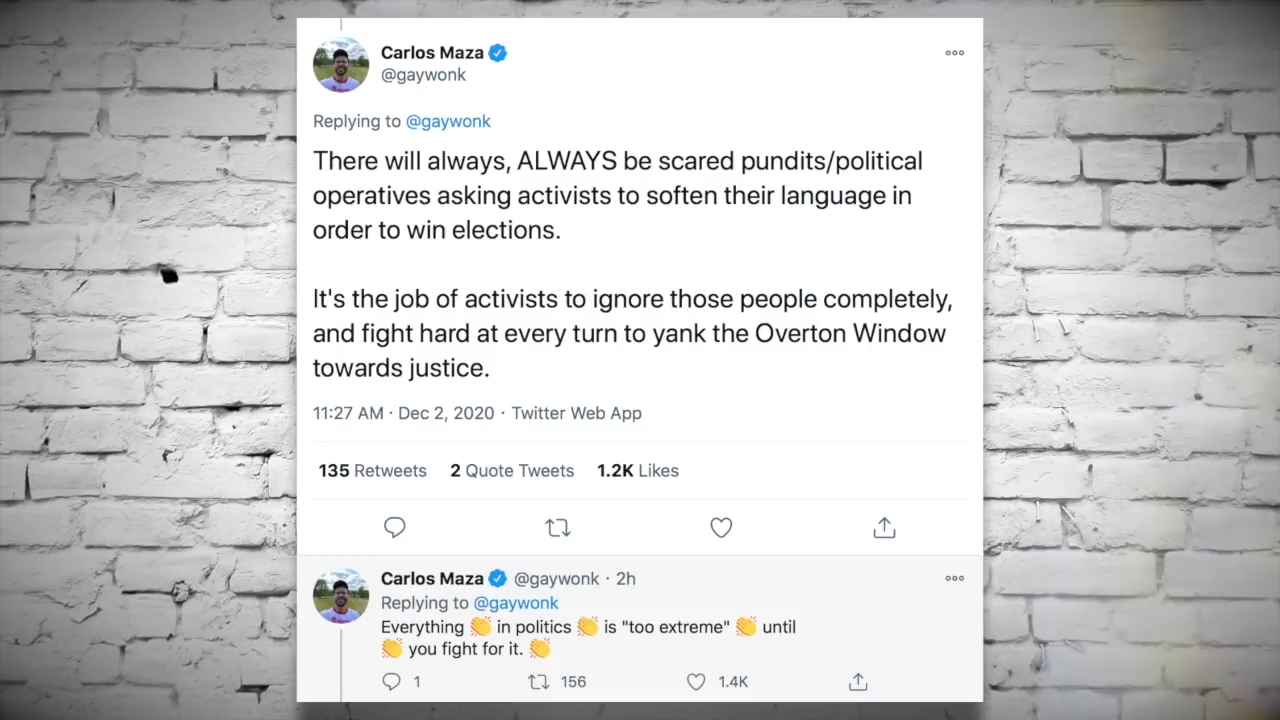 Carlos Maza
@gaywonk
Replying to @gaywonk
There will always, ALWAYS be scared pundits/political
operatives asking activists to soften their language in
order to win elections.
It's the job of activists to ignore those people completely,
and fight hard at every turn to yank the Overton Window
towards justice.
11:27 AM · Dec 2, 2020 · Twitter Web App
135 Retweets 2 Quote Tweets 1.2K Likes
Carlos Maza @gaywonk · 2h
Replying to @gaywonk
Everything 👏 in politics 👏 is "too extreme" 👏 until
👏 you fight for it. 👏
1 156 1.4K